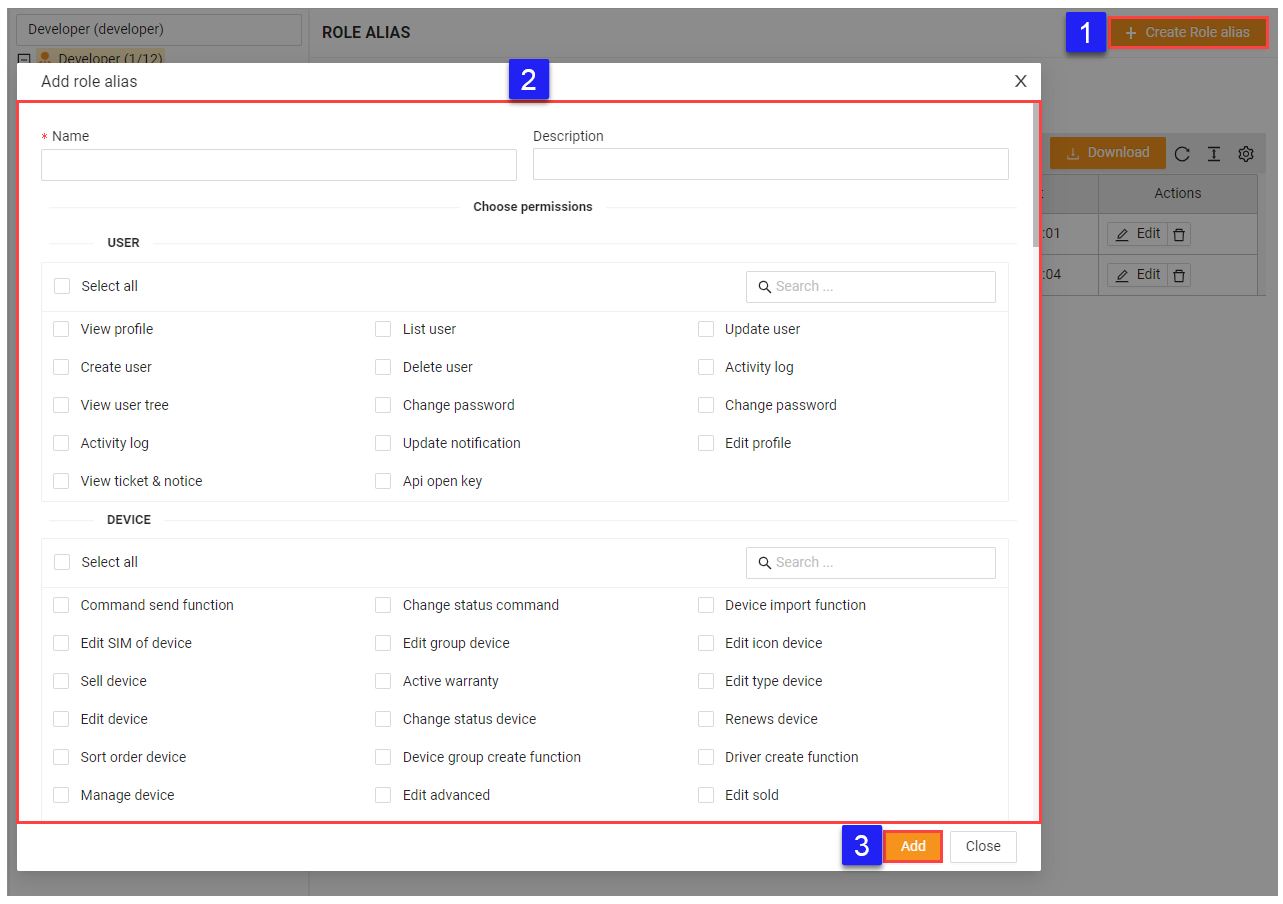 Developer (developer)
ROLE ALIAS
1
Create Role alias
Developer (1/12)
Add role alias
2
X
* Name
Description
Download
Choose permissions
Actions
USER
:01
Edit
Select all
Search ...
:04
Edit
View profile
List user
Update user
Create user
Delete user
Activity log
View user tree
Change password
Change password
Activity log
Update notification
Edit profile
View ticket & notice
Api open key
DEVICE
Select all
Search ...
Command send function
Change status command
Device import function
Edit SIM of device
Edit group device
Edit icon device
Sell device
Active warranty
Edit type device
Edit device
Change status device
Renews device
Sort order device
Device group create function
Driver create function
Manage device
Edit advanced
Edit sold
3
Add
Close